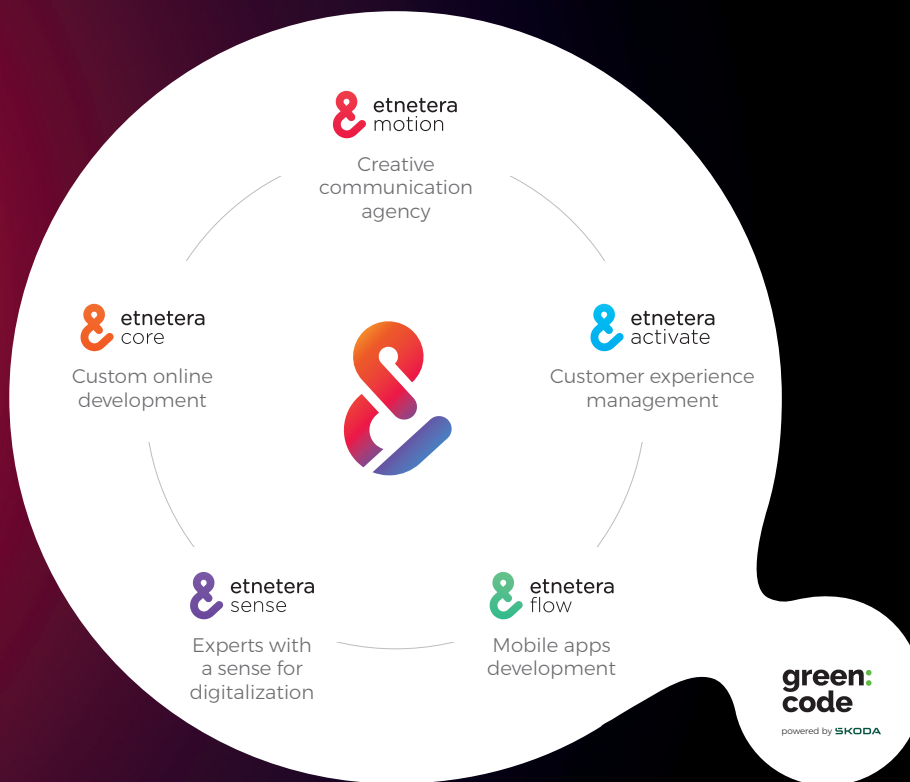 etnetera
motion
Creative
communication
agency
etnetera
core
Custom online
development
etnetera
activate
Customer experience
management
etnetera
sense
Experts with
a sense for
digitalization
etnetera
flow
Mobile apps
development
green:
code
powered by ŠKODA